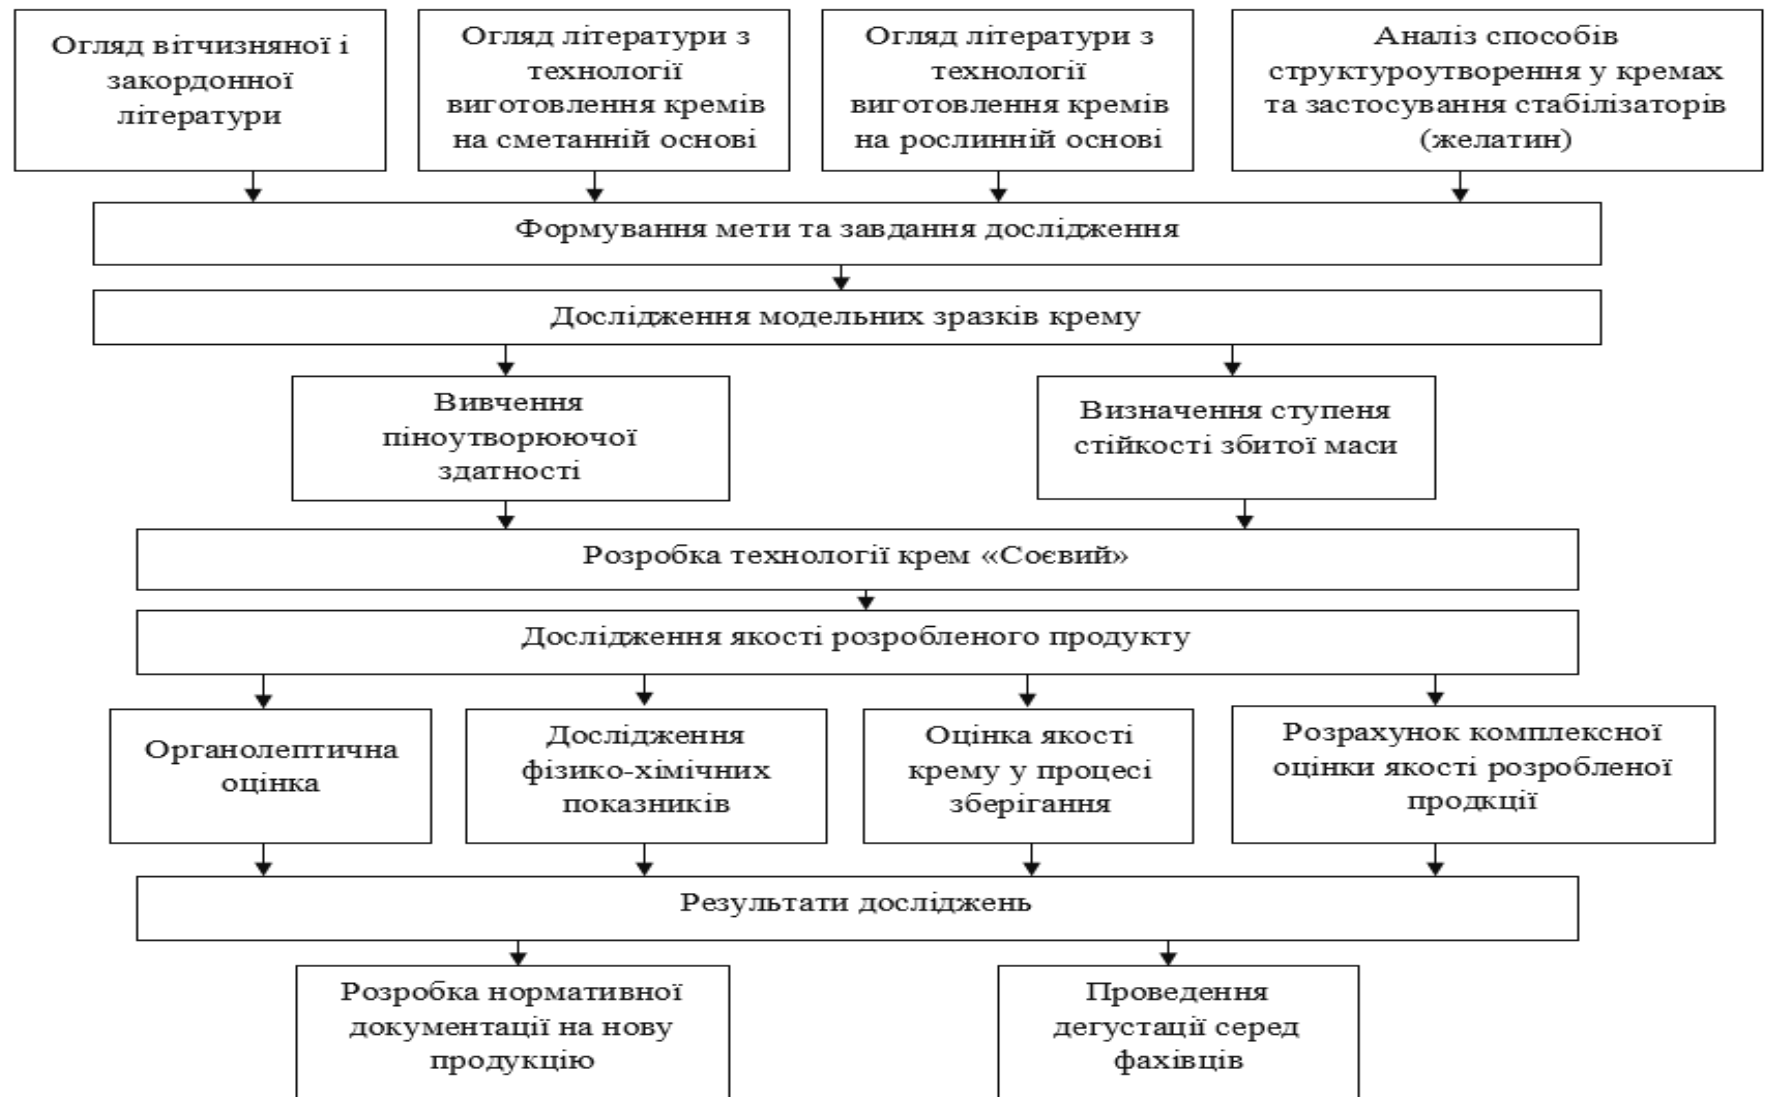 Огляд вітчизняної і
закордонної
літератури
Огляд літератури з
технології
виготовлення кремів
на сметанній основі
Огляд літератури з
технології
виготовлення кремів
на рослинній основі
Аналіз способів
структуроутворення у кремах
та застосування стабілізаторів
(желатин)
Формування мети та завдання дослідження
Дослідження модельних зразків крему
Вивчення
піноутворюючої
здатності
Визначення ступеня
стійкості збитої маси
Розробка технології крем «Соєвий»
Дослідження якості розробленого продукту
Органолептична
оцінка
Дослідження
фізико-хімічних
показників
Оцінка якості
крему у процесі
зберігання
Розрахунок комплексної
оцінки якості розробленої
продкції
Результати досліджень
Розробка нормативної
документації на нову
продукцію
Проведення
дегустації серед
фахівців